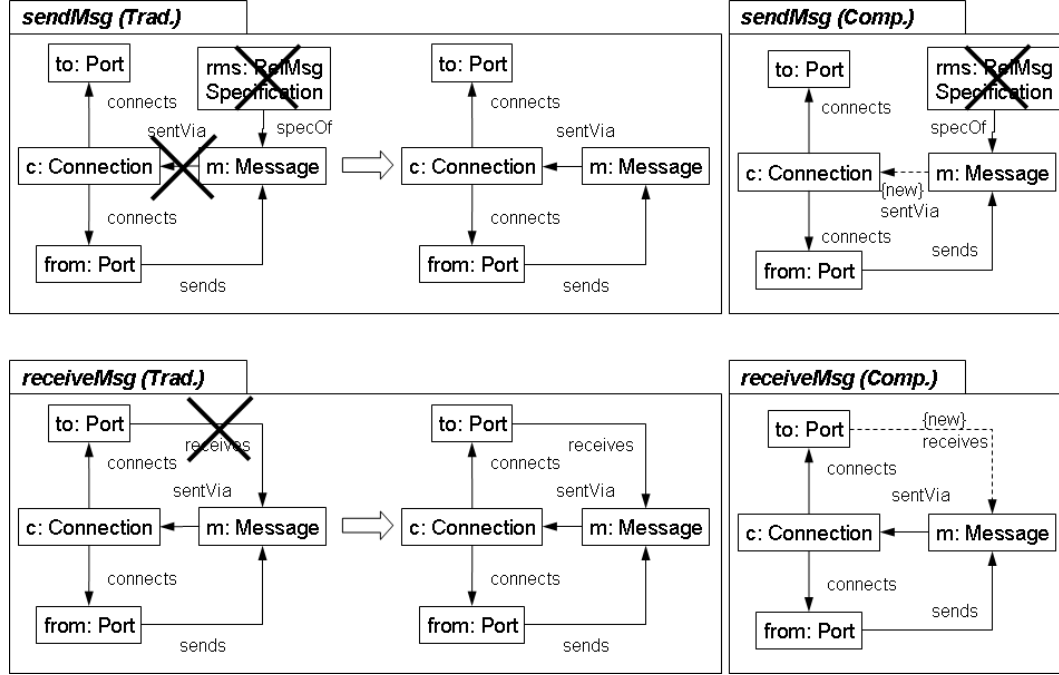 sendMsg (Trad.)
to: Port
rms: RelMsg
Specification
connects
sentVia
specOf
c: Connection
m: Message
connects
from: Port
sends
to: Port
connects
sentVia
c: Connection
m: Message
connects
from: Port
sends
sendMsg (Comp.)
to: Port
rms: RelMsg
Specification
connects
specOf
c: Connection
m: Message
{new}
sentVia
connects
sends
from: Port
receiveMsg (Trad.)
to: Port
receives
connects
sentVia
c: Connection
m: Message
connects
from: Port
sends
to: Port
receives
connects
sentVia
c: Connection
m: Message
connects
from: Port
sends
receiveMsg (Comp.)
{new}
to: Port
receives
connects
sentVia
c: Connection
m: Message
connects
sends
from: Port